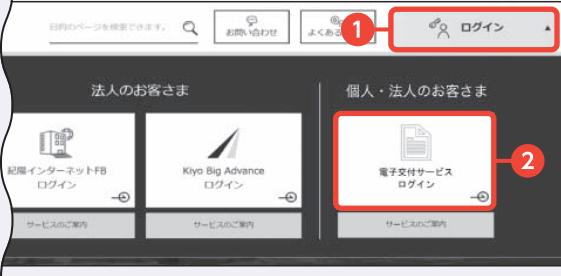 目的のページを検索できます。
お問い合わせ
よくある
1
ログイン
法人のお客さま
個人・法人のお客さま
紀陽インターネットFB
ログイン
Kiyo Big Advance
ログイン
電子交付サービス
ログイン
2
サービスのご案内
サービスのご案内
サービスのご案内